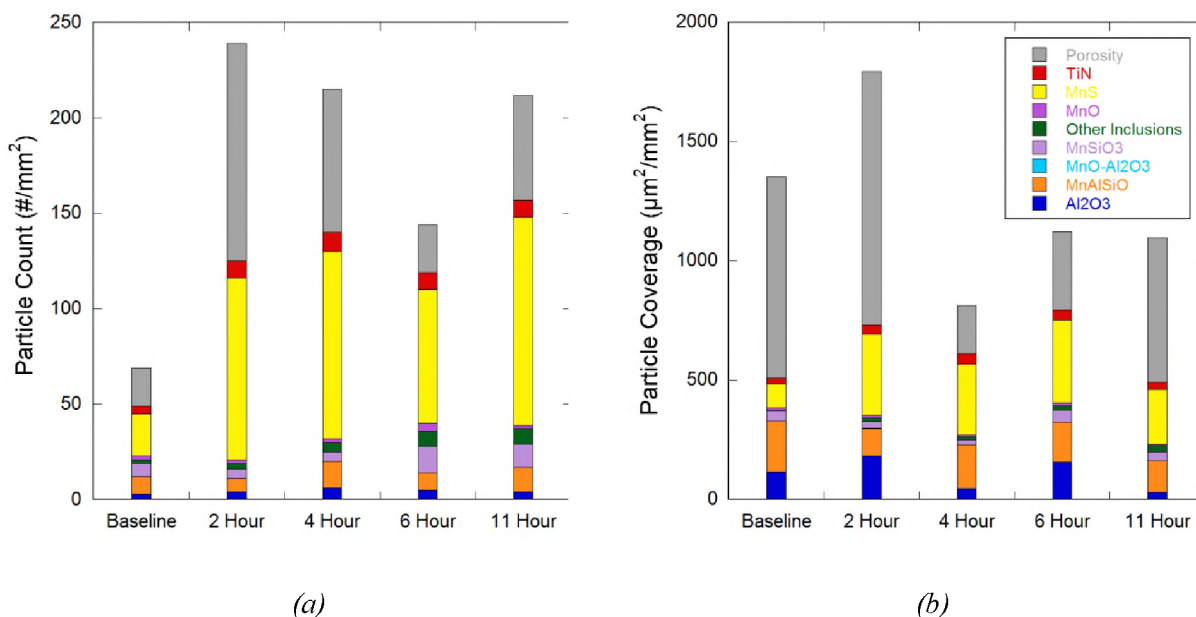 250
200
150
100
50
0
Particle Count (#/mm²)
Baseline 2 Hour 4 Hour 6 Hour 11 Hour
(a)
2000
1500
1000
500
0
Particle Coverage (µm²/mm²)
Porosity
TiN
MnS
MnO
Other Inclusions
MnSiO3
MnO-Al2O3
MnAlSiO
Al2O3
Baseline 2 Hour 4 Hour 6 Hour 11 Hour
(b)